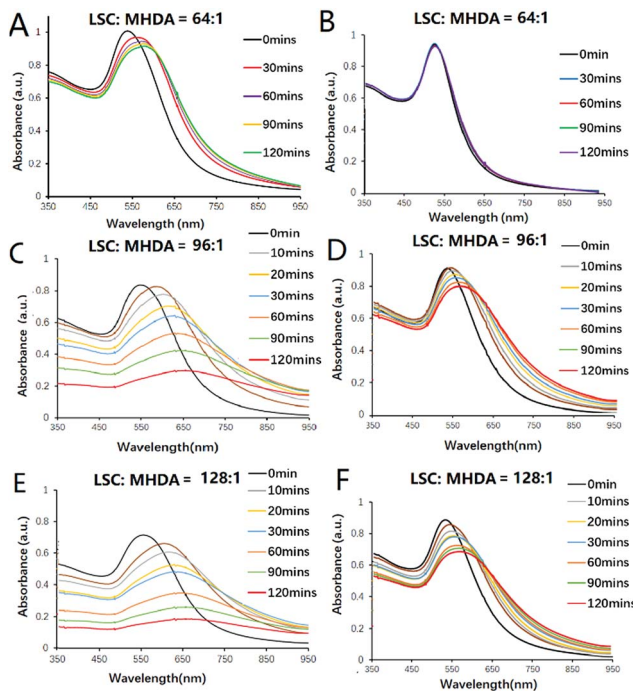 A
LSC: MHDA = 64:1
1
0.8
0.6
0.4
0.2
0
350
450
550
650
750
850
950
Absorbance (a.u.)
Wavelength (nm)
0mins
30mins
60mins
90mins
120mins
B
LSC: MHDA = 64:1
1
0.8
0.6
0.4
0.2
0
350
450
550
650
750
850
950
Absorbance (a.u.)
Wavelength (nm)
0min
30mins
60mins
90mins
120mins
C
LSC: MHDA = 96:1
1
0.8
0.6
0.4
0.2
0
350
450
550
650
750
850
950
Absorbance (a.u.)
Wavelength(nm)
0min
10mins
20mins
30mins
60mins
90mins
120mins
D
LSC: MHDA = 96:1
1
0.8
0.6
0.4
0.2
0
350
450
550
650
750
850
950
Absorbance (a.u.)
Wavelength(nm)
0min
10mins
20mins
30mins
60mins
90mins
120mins
E
LSC: MHDA = 128:1
1
0.8
0.6
0.4
0.2
0
350
450
550
650
750
850
950
Absorbance (a.u.)
Wavelength(nm)
0min
10mins
20mins
30mins
60mins
90mins
120mins
F
LSC: MHDA = 128:1
1
0.8
0.6
0.4
0.2
0
350
450
550
650
750
850
950
Absorbance (a.u.)
Wavelength(nm)
0min
10mins
20mins
30mins
60mins
90mins
120mins